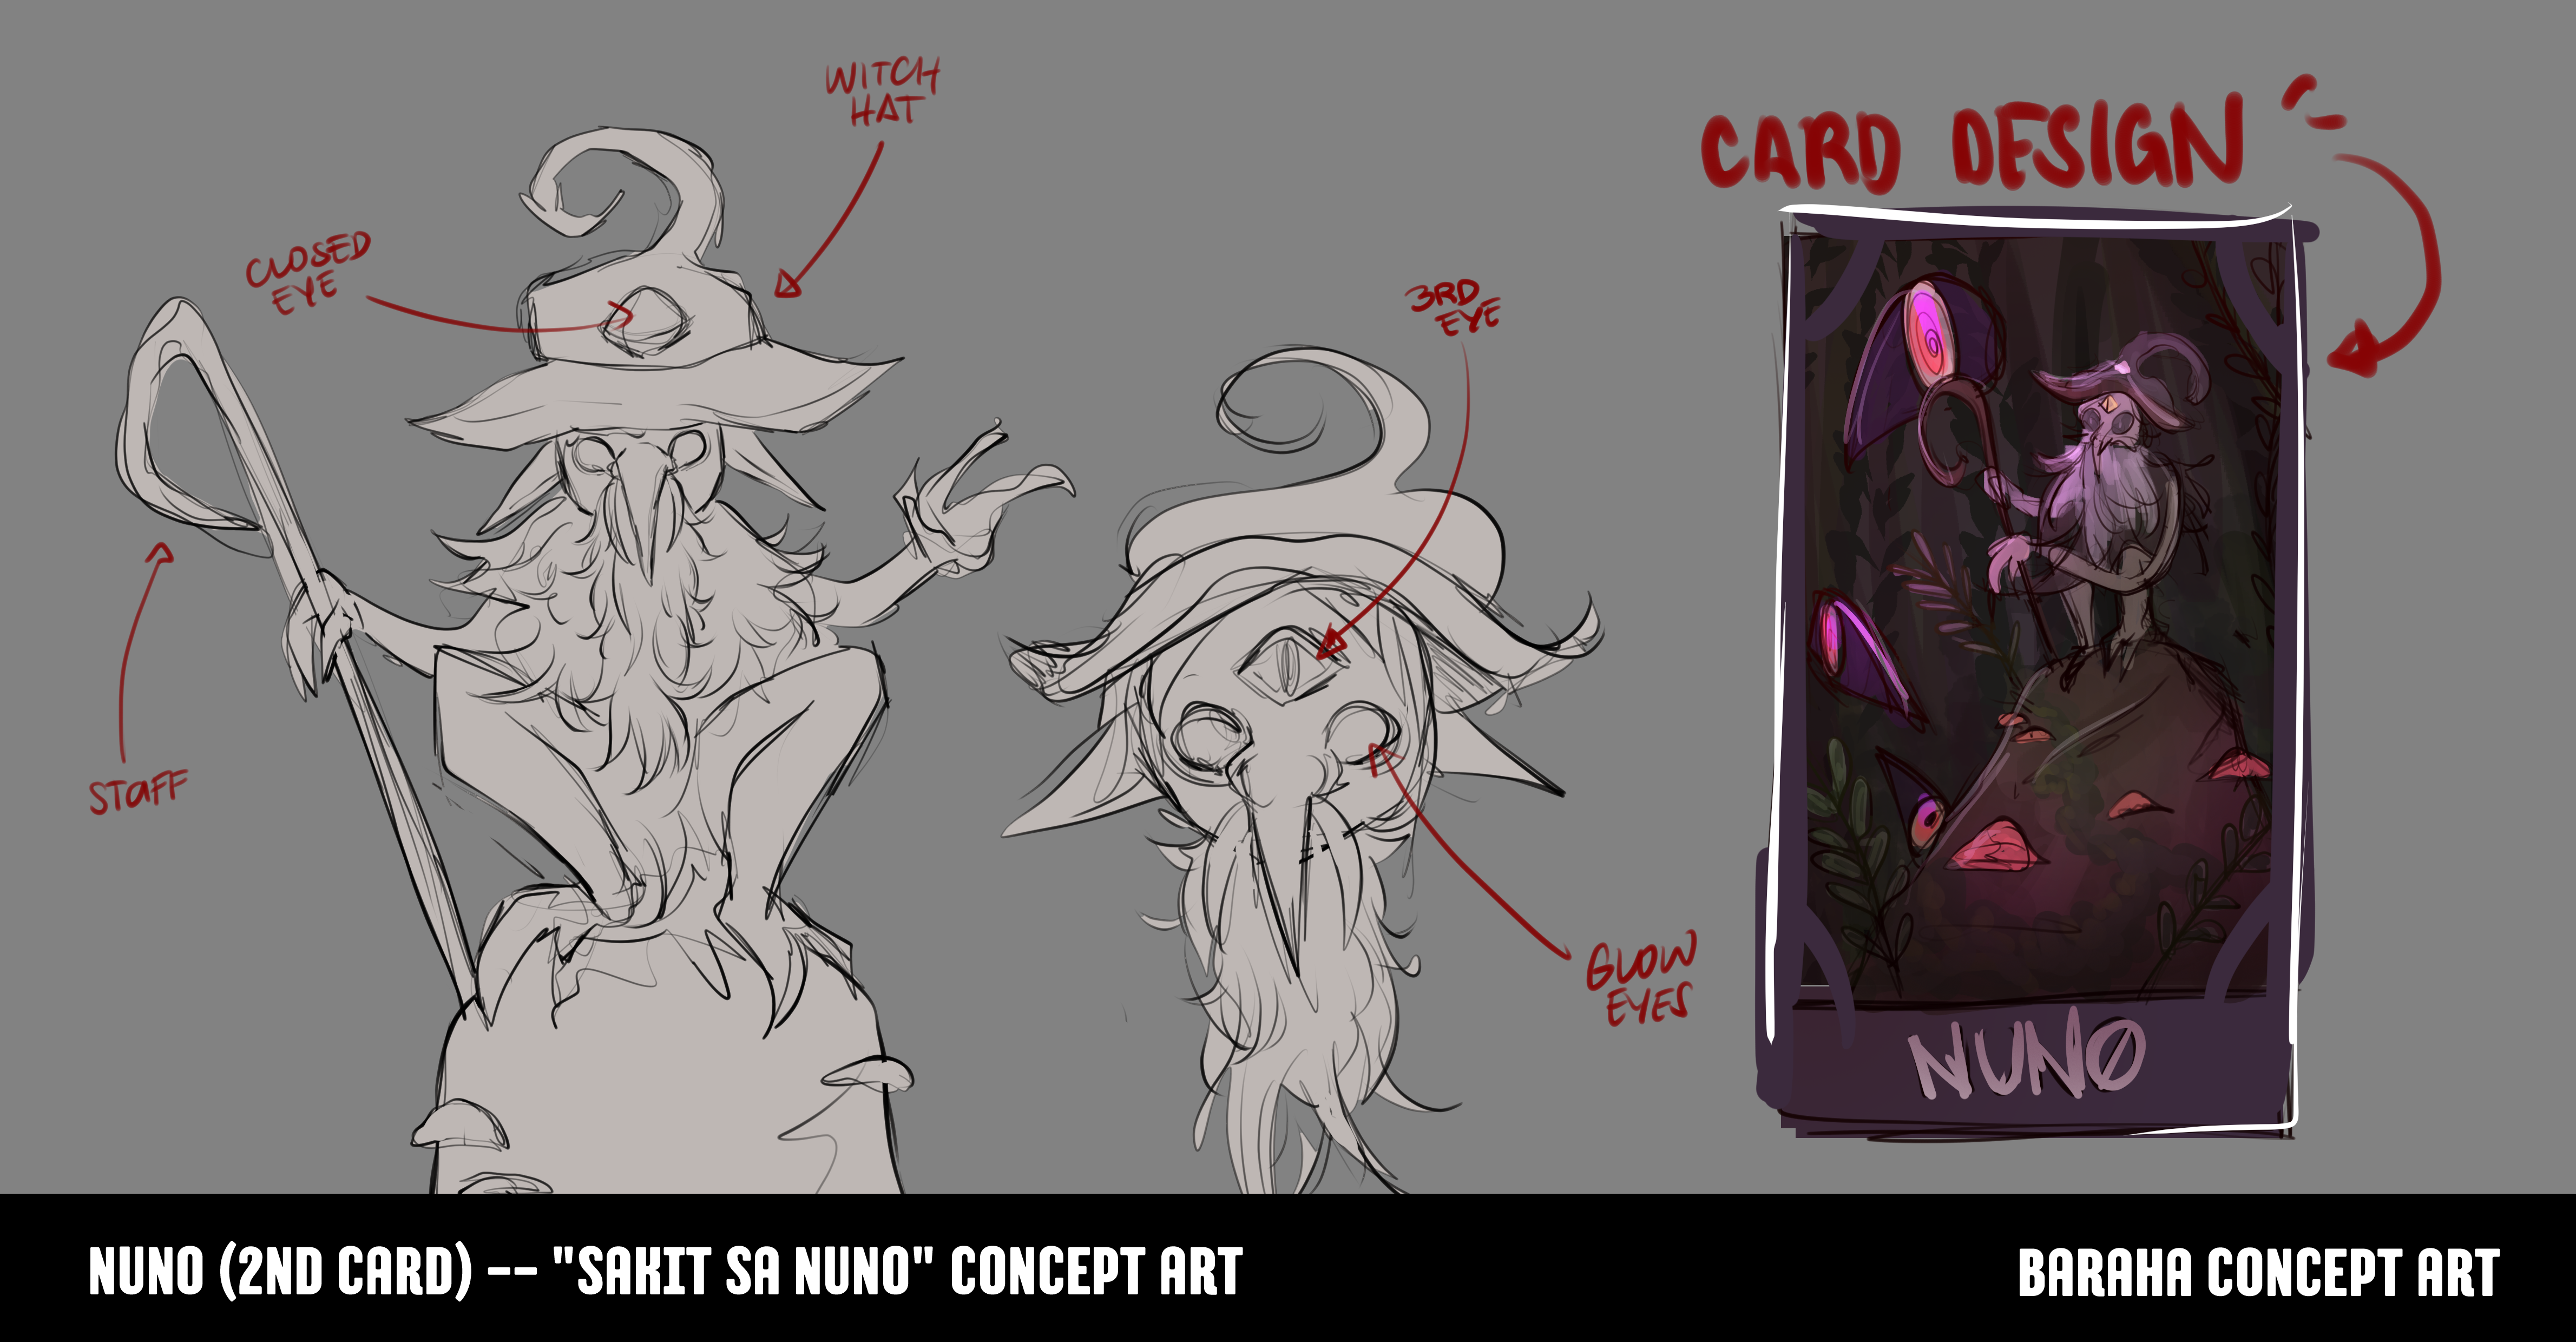 WITCH
HAT
CLOSED
EYE
STAFF
3RD
EYE
GLOW
EYES
CARD DESIGN
NUNO
NUNO (2ND CARD) -- "SAKIT SA NUNO" CONCEPT ART
BARAHA CONCEPT ART